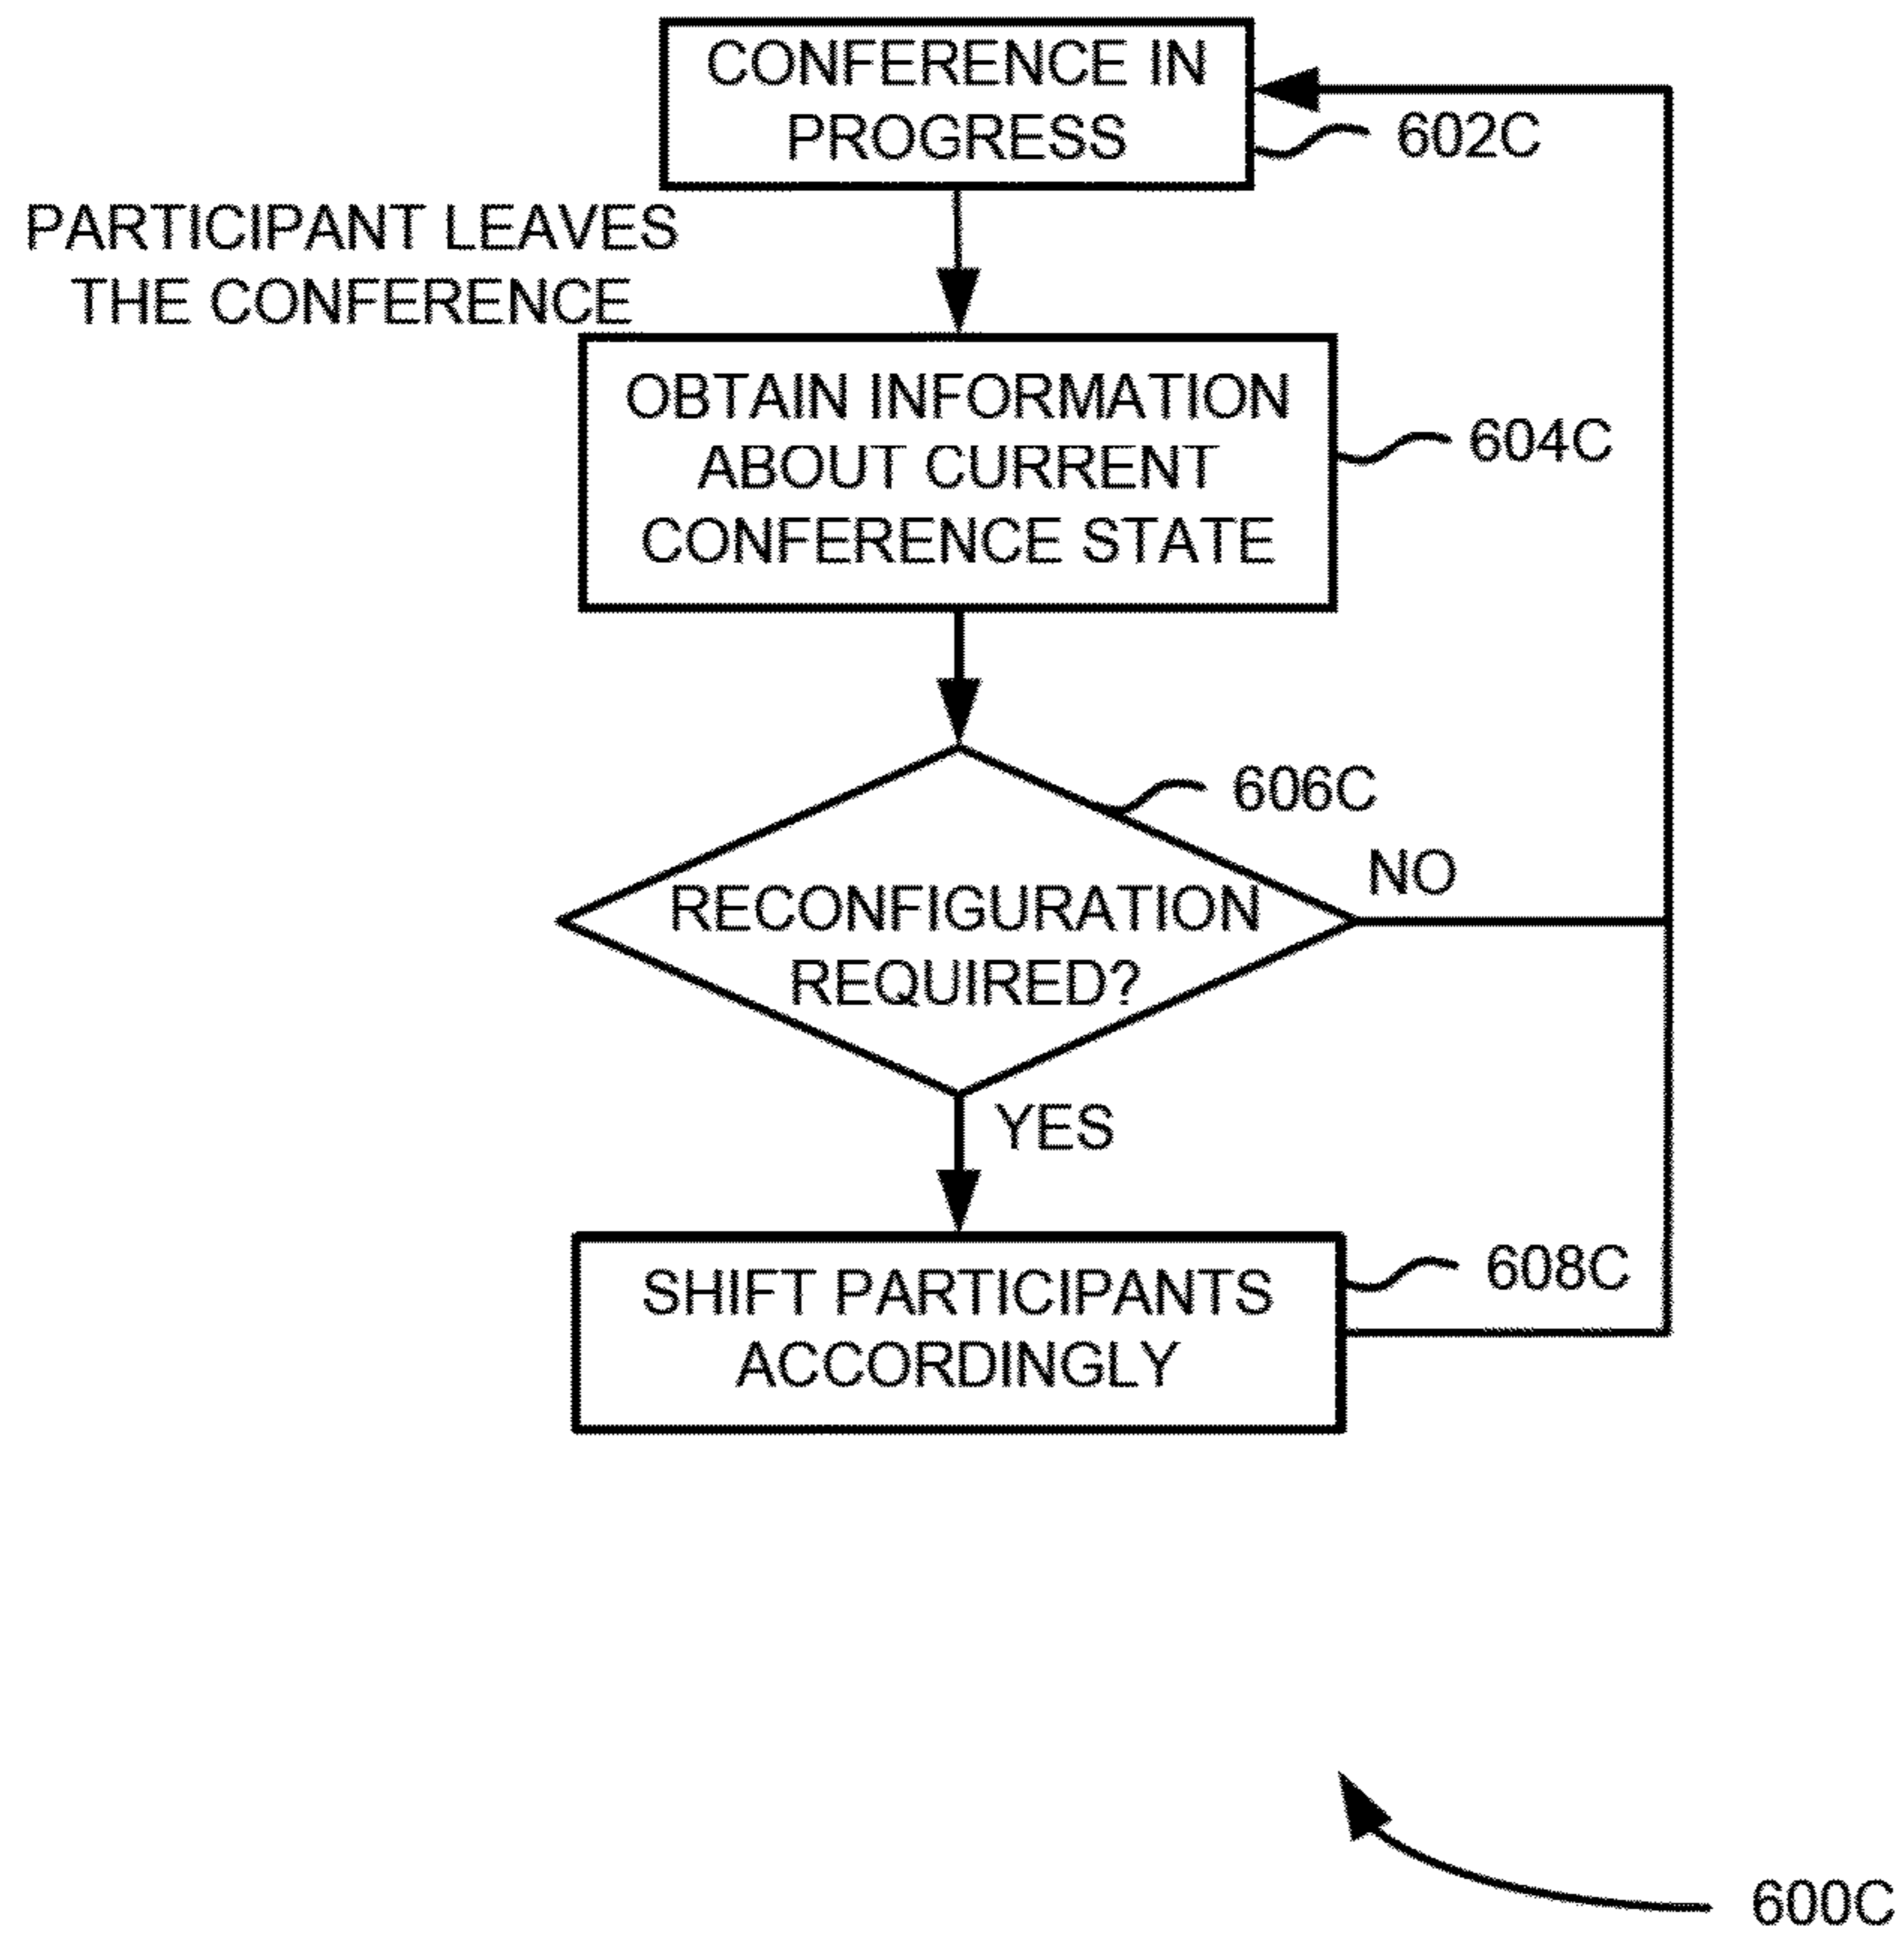 CONFERENCE IN
PROGRESS
602C
PARTICIPANT LEAVES
THE CONFERENCE
OBTAIN INFORMATION
ABOUT CURRENT
CONFERENCE STATE
604C
606C
RECONFIGURATION
REQUIRED?
NO
YES
SHIFT PARTICIPANTS
ACCORDINGLY
608C
600C